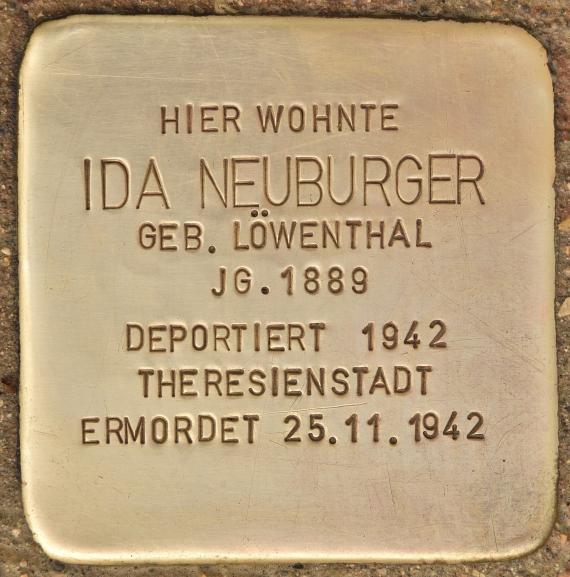 HIER WOHNTE
IDA NEUBURGER
GEB. LÖWENTHAL
JG. 1889
DEPORTIERT 1942
THERESIENSTADT
ERMORDET 25.11.1942